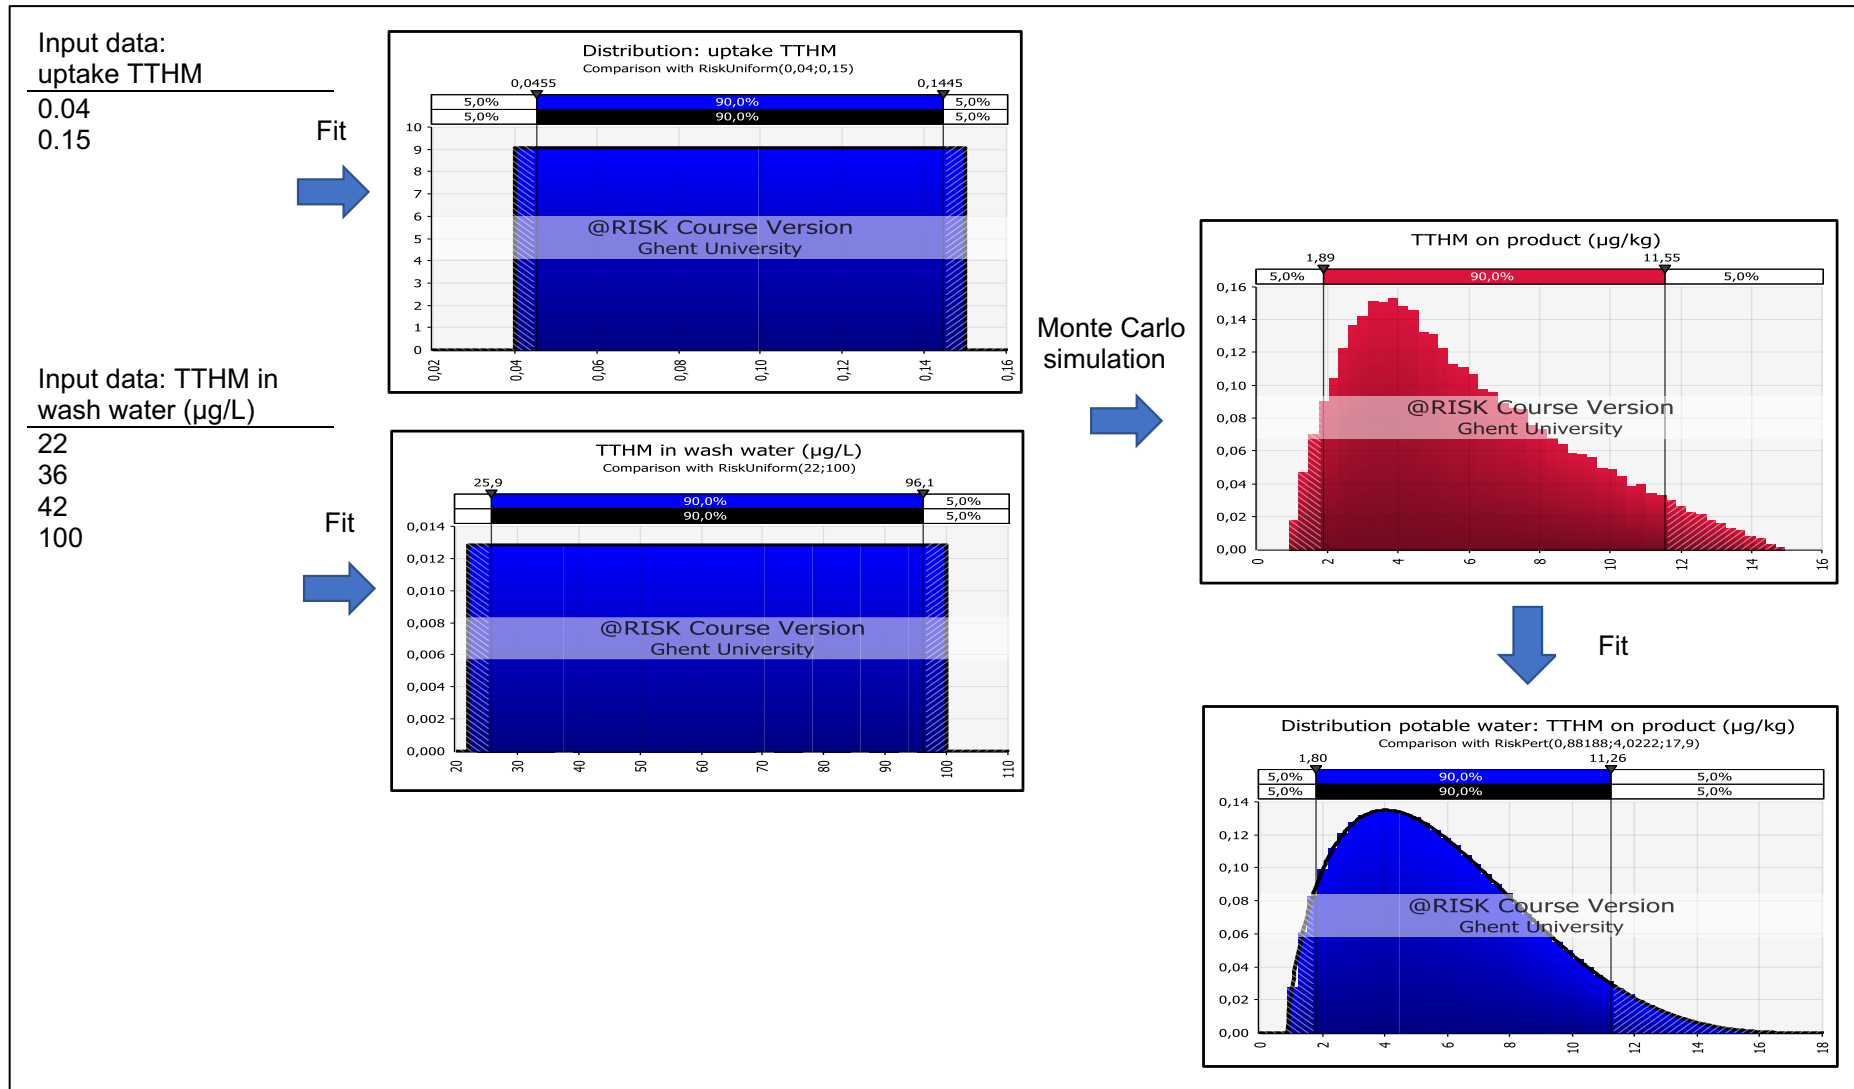 Input data:
uptake TTHM
0.04
0.15
Fit
Distribution: uptake TTHM
Comparison with RiskUniform(0,04;0,15)
0,0455 0,1445
5,0% 90,0% 5,0%
5,0% 90,0% 5,0%
10
9
8
7
6
5
4
3
2
1
0
@RISK Course Version
Ghent University
0,02 0,04 0,06 0,08 0,10 0,12 0,14 0,16
Input data: TTHM in
wash water (µg/L)
22
36
42
100
Fit
TTHM in wash water (µg/L)
Comparison with RiskUniform(22;100)
25,9 96,1
90,0% 5,0%
90,0% 5,0%
0,014
0,012
0,010
0,008
0,006
0,004
0,002
0,000
@RISK Course Version
Ghent University
20 30 40 50 60 70 80 90 100 110
Monte Carlo
simulation
TTHM on product (µg/kg)
1,89 11,55
5,0% 90,0% 5,0%
0,16
0,14
0,12
0,10
0,08
0,06
0,04
0,02
0,00
@RISK Course Version
Ghent University
0 2 4 6 8 10 12 14 16
Fit
Distribution potable water: TTHM on product (µg/kg)
Comparison with RiskPert(0,88188;4,0222;17,9)
1,80 11,26
5,0% 90,0% 5,0%
5,0% 90,0% 5,0%
0,14
0,12
0,10
0,08
0,06
0,04
0,02
0,00
@RISK Course Version
Ghent University
0 2 4 6 8 10 12 14 16 18